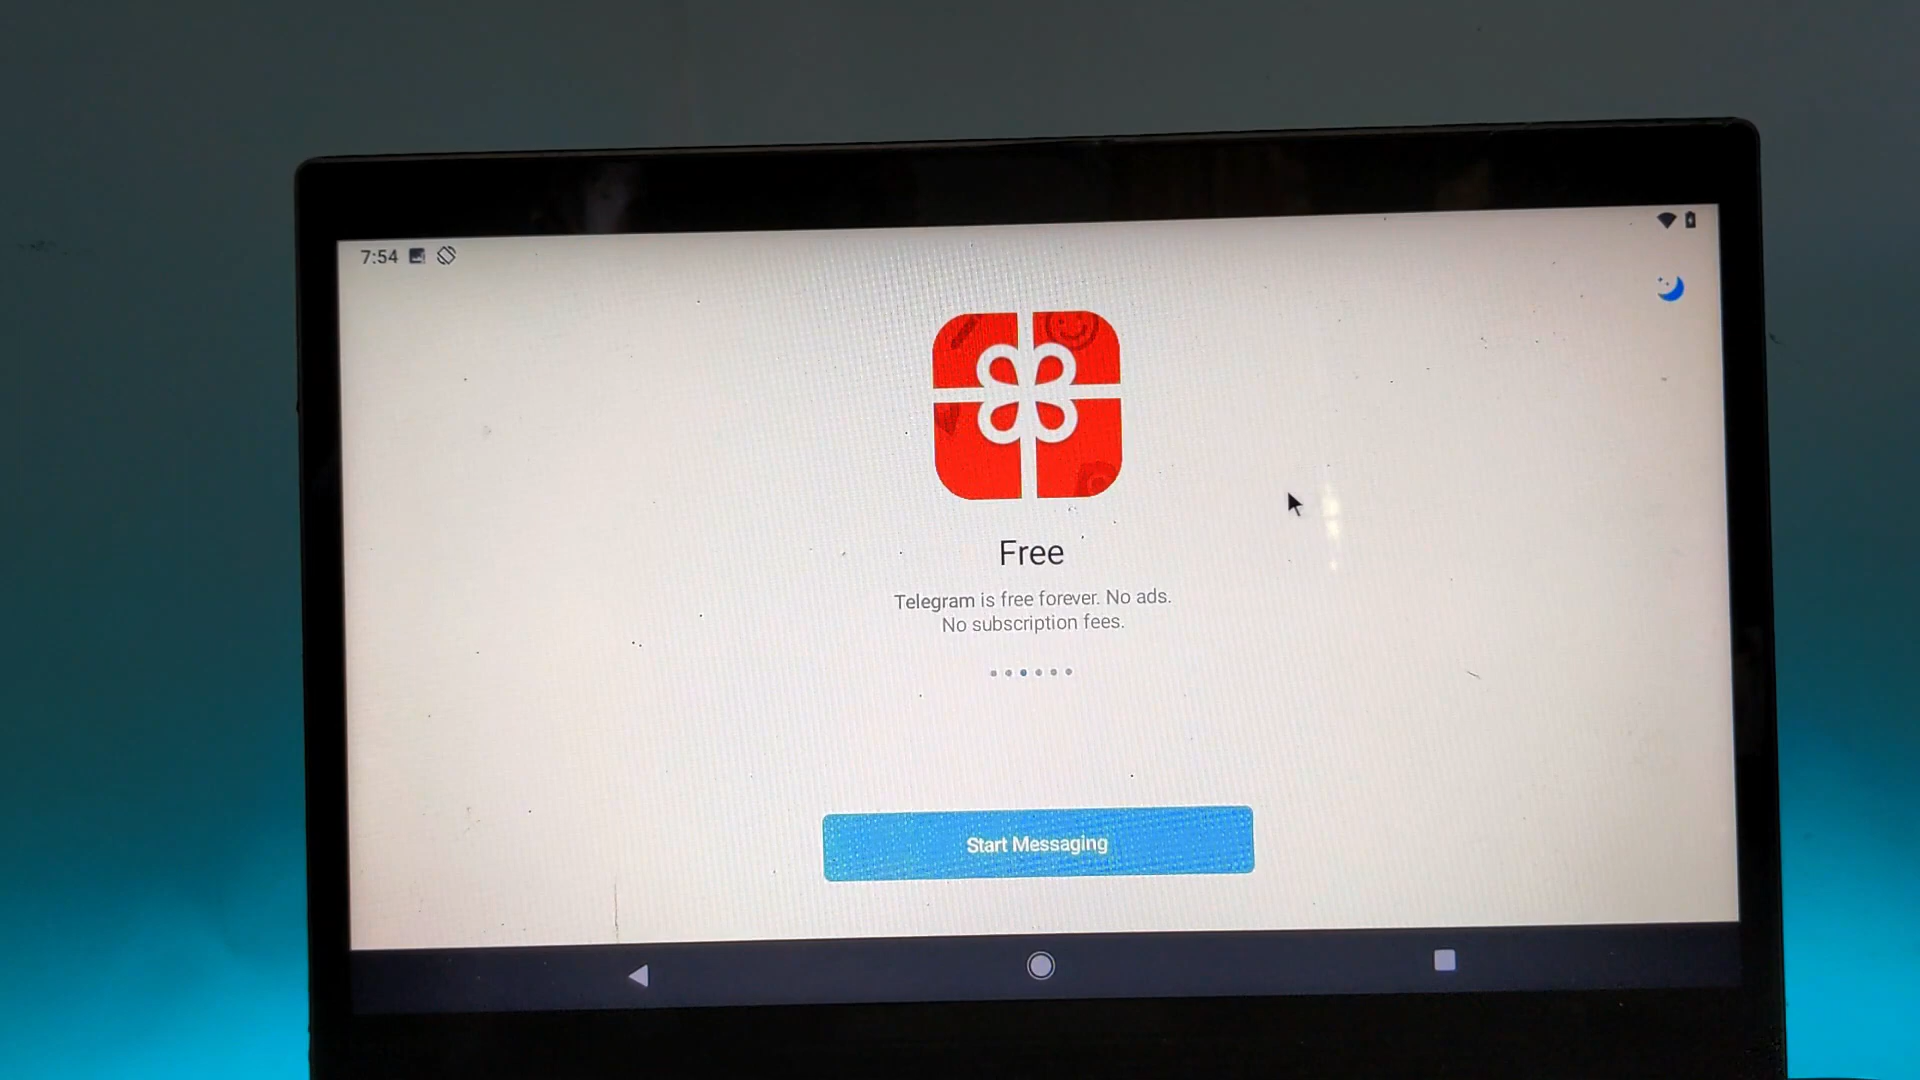 7:54
Free
Telegram is free forever. No ads.
No subscription fees.
Start Messaging